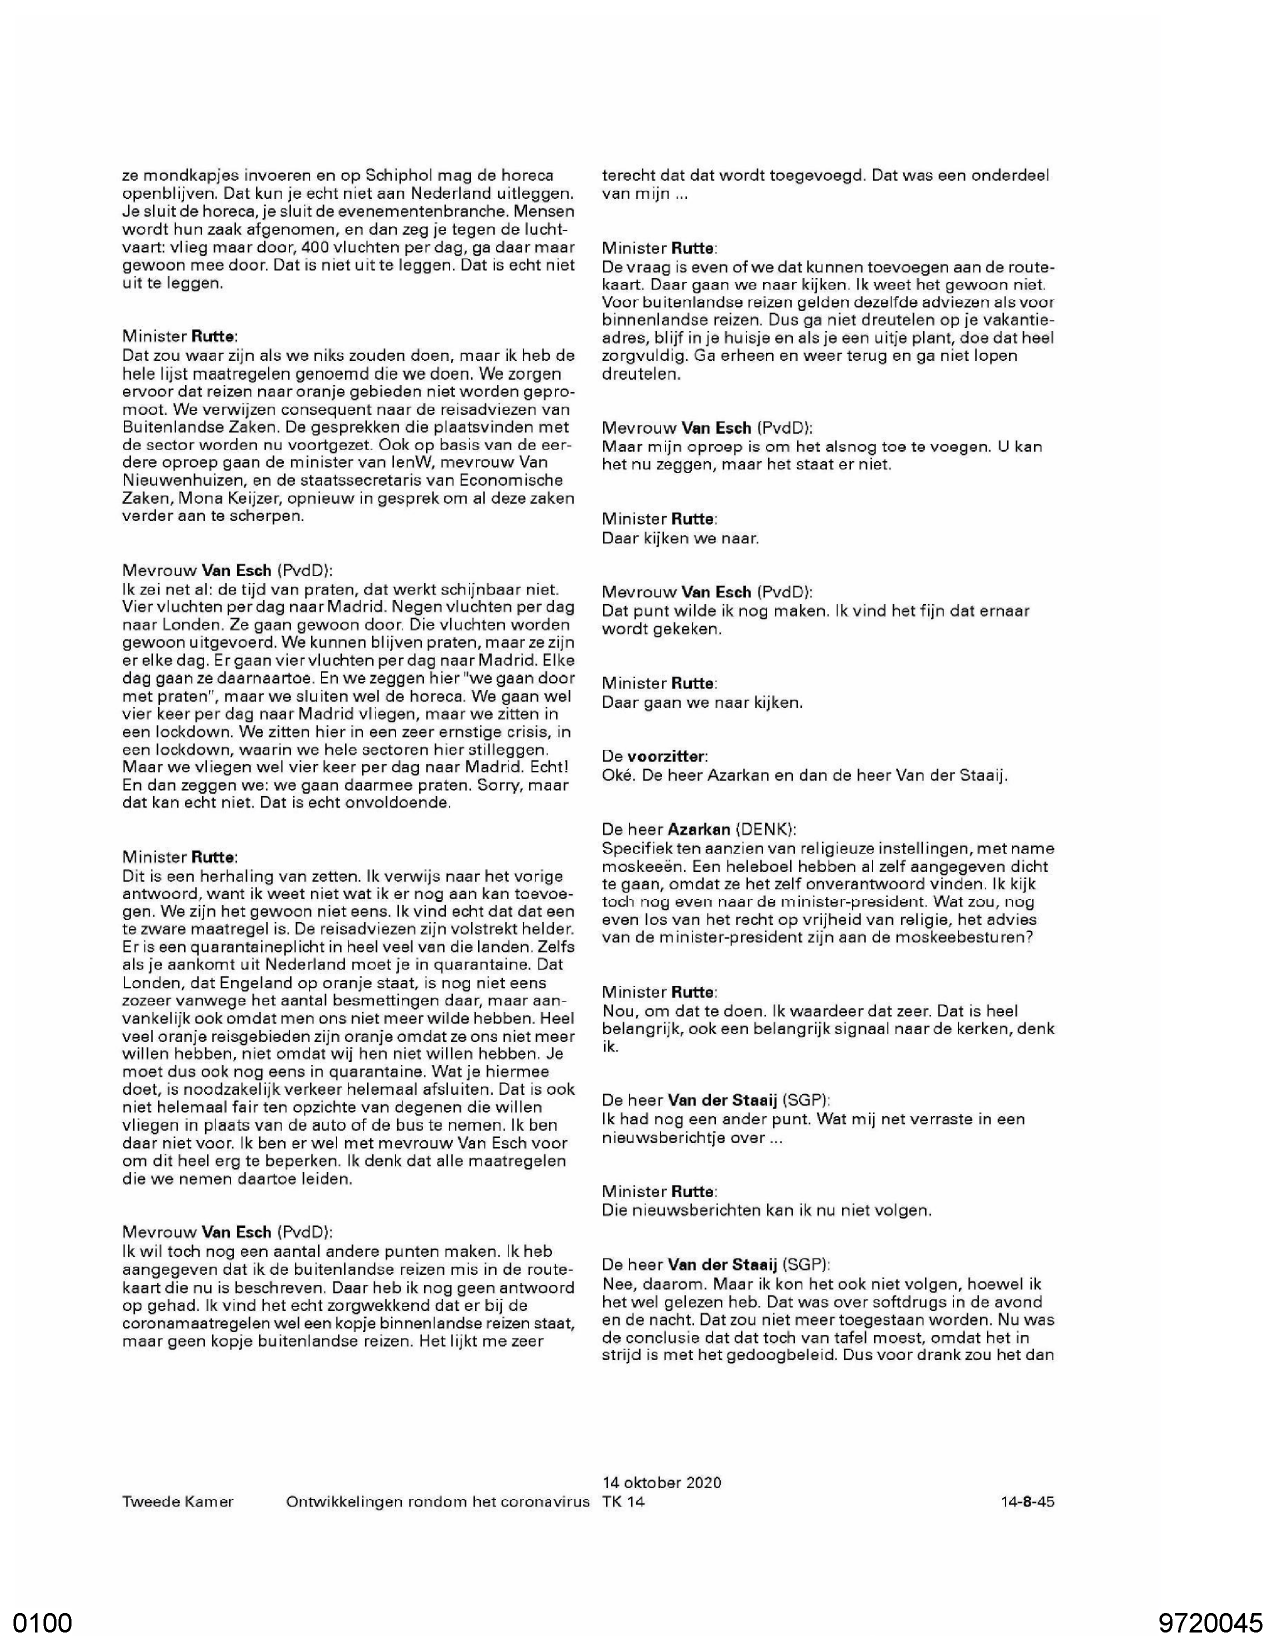 ze mondkapjes invoeren en op Schiphol mag de horeca
openblijven. Dat kun je echt niet aan Nederland uitleggen.
Je sluit de horeca, je sluit de evenementenbranche. Mensen
wordt hun zaak afgenomen, en dan zeg je tegen de lucht-
vaart: vlieg maar door, 400 vluchten per dag, ga daar maar
gewoon mee door. Dat is niet uit te leggen. Dat is echt niet
uit te leggen.
Minister Rutte:
Dat zou waar zijn als we niks zouden doen, maar ik heb de
hele lijst maatregelen genoemd die we doen. We zorgen
ervoor dat reizen naar oranje gebieden niet worden gepro-
moot. We verwijzen consequent naar de reisadviezen van
Buitenlandse Zaken. De gesprekken die plaatsvinden met
de sector worden nu voortgezet. Ook op basis van de eer-
dere oproep gaan de minister van IenW, mevrouw Van
Nieuwenhuizen, en de staatssecretaris van Economische
Zaken, Mona Keijzer, opnieuw in gesprek om al deze zaken
verder aan te scherpen.
Mevrouw Van Esch (PvdD):
Ik zei net al: de tijd van praten, dat werkt schijnbaar niet.
Vier vluchten per dag naar Madrid. Negen vluchten per dag
naar Londen. Ze gaan gewoon door. Die vluchten worden
gewoon uitgevoerd. We kunnen blijven praten, maar ze zijn
er elke dag. Er gaan vier vluchten per dag naar Madrid. Elke
dag gaan ze daarnaartoe. En we zeggen hier "we gaan door
met praten", maar we sluiten wel de horeca. We gaan wel
vier keer per dag naar Madrid vliegen, maar we zitten in
een lockdown. We zitten hier in een zeer ernstige crisis, in
een lockdown, waarin we hele sectoren hier stilleggen.
Maar we vliegen wel vier keer per dag naar Madrid. Echt!
En dan zeggen we: we gaan daarmee praten. Sorry, maar
dat kan echt niet. Dat is echt onvoldoende.
Minister Rutte:
Dit is een herhaling van zetten. Ik verwijs naar het vorige
antwoord, want ik weet niet wat ik er nog aan kan toevoe-
gen. We zijn het gewoon niet eens. Ik vind echt dat dat een
te zware maatregel is. De reisadviezen zijn volstrekt helder.
Er is een quarantaineplicht in heel veel van die landen. Zelfs
als je aankomt uit Nederland moet je in quarantaine. Dat
Londen, dat Engeland op oranje staat, is nog niet eens
zozeer vanwege het aantal besmettingen daar, maar aan-
vankelijk ook omdat men ons niet meer wilde hebben. Heel
veel oranje reisgebieden zijn oranje omdat ze ons niet meer
willen hebben, niet omdat wij hen niet willen hebben. Je
moet dus ook nog eens in quarantaine. Wat je hiermee
doet, is noodzakelijk verkeer helemaal afsluiten. Dat is ook
niet helemaal fair ten opzichte van degenen die willen
vliegen in plaats van de auto of de bus te nemen. Ik ben
daar niet voor. Ik ben er wel met mevrouw Van Esch voor
om dit heel erg te beperken. Ik denk dat alle maatregelen
die we nemen daartoe leiden.
Mevrouw Van Esch (PvdD):
Ik wil toch nog een aantal andere punten maken. Ik heb
aangegeven dat ik de buitenlandse reizen mis in de route-
kaart die nu is beschreven. Daar heb ik nog geen antwoord
op gehad. Ik vind het echt zorgwekkend dat er bij de
coronamaatregelen wel een kopje binnenlandse reizen staat,
maar geen kopje buitenlandse reizen. Het lijkt me zeer
terecht dat dat wordt toegevoegd. Dat was een onderdeel
van mijn ...
Minister Rutte:
De vraag is even of we dat kunnen toevoegen aan de route-
kaart. Daar gaan we naar kijken. Ik weet het gewoon niet.
Voor buitenlandse reizen gelden dezelfde adviezen als voor
binnenlandse reizen. Dus ga niet dreutelen op je vakantie-
adres, blijf in je huisje en als je een uitje plant, doe dat heel
zorgvuldig. Ga erheen en weer terug en ga niet lopen
dreutelen.
Mevrouw Van Esch (PvdD):
Maar mijn oproep is om het alsnog toe te voegen. U kan
het nu zeggen, maar het staat er niet.
Minister Rutte:
Daar kijken we naar.
Mevrouw Van Esch (PvdD):
Dat punt wilde ik nog maken. Ik vind het fijn dat ernaar
wordt gekeken.
Minister Rutte:
Daar gaan we naar kijken.
De voorzitter:
Oké. De heer Azarkan en dan de heer Van der Staaij.
De heer Azarkan (DENK):
Specifiek ten aanzien van religieuze instellingen, met name
moskeeën. Een heleboel hebben al zelf aangegeven dicht
te gaan, omdat ze het zelf onverantwoord vinden. Ik kijk
toch nog even naar de minister-president. Wat zou, nog
even los van het recht op vrijheid van religie, het advies
van de minister-president zijn aan de moskeebesturen?
Minister Rutte:
Nou, om dat te doen. Ik waardeer dat zeer. Dat is heel
belangrijk, ook een belangrijk signaal naar de kerken, denk
ik.
De heer Van der Staaij (SGP):
Ik had nog een ander punt. Wat mij net verraste in een
nieuwsberichtje over ...
Minister Rutte:
Die nieuwsberichten kan ik nu niet volgen.
De heer Van der Staaij (SGP):
Nee, daarom. Maar ik kon het ook niet volgen, hoewel ik
het wel gelezen heb. Dat was over softdrugs in de avond
en de nacht. Dat zou niet meer toegestaan worden. Nu was
de conclusie dat dat toch van tafel moest, omdat het in
strijd is met het gedoogbeleid. Dus voor drank zou het dan
14 oktober 2020
Tweede Kamer Ontwikkelingen rondom het coronavirus TK 14 14-8-45
0100 9720045